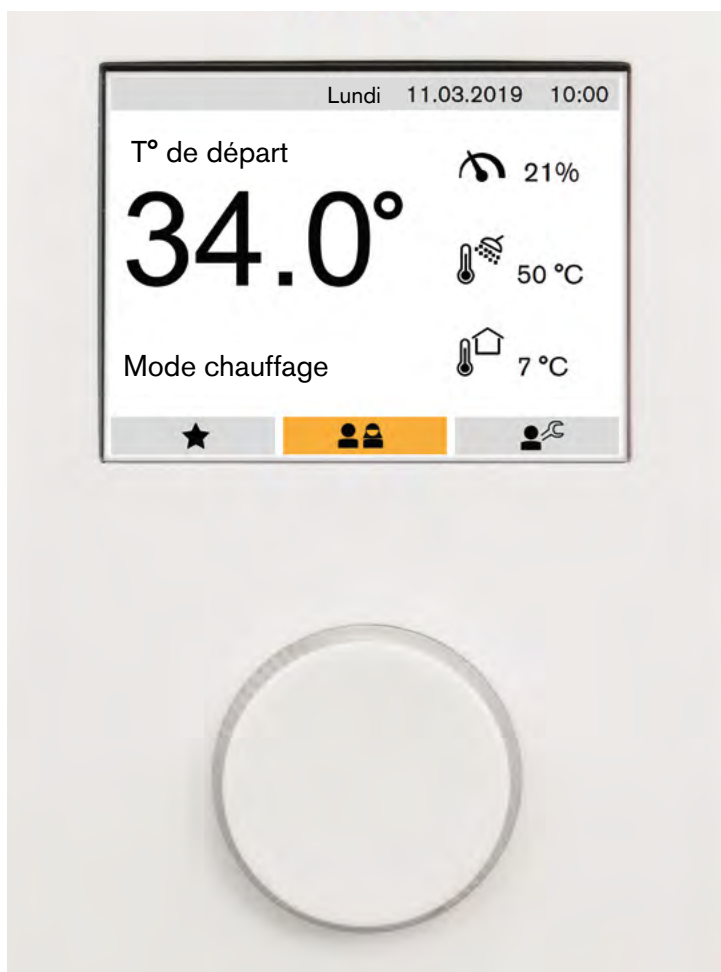 Lundi 11.03.2019 10:00
T° de départ
34.0°
21%
50 °C
Mode chauffage
7 °C